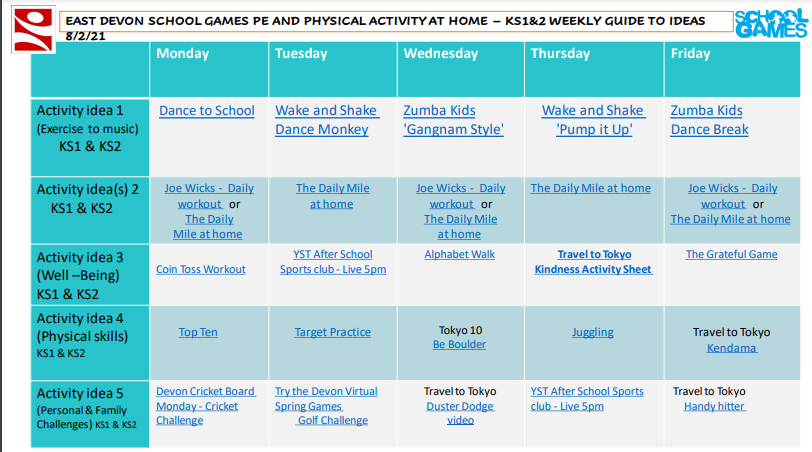 EAST DEVON SCHOOL GAMES PE AND PHYSICAL ACTIVITY AT HOME – KS1&2 WEEKLY GUIDE TO IDEAS
8/2/21
SCHOOL
GAMES
Monday
Tuesday
Wednesday
Thursday
Friday
Activity idea 1
(Exercise to music)
KS1 & KS2
Dance to School
Wake and Shake
Dance Monkey
Zumba Kids
'Gangnam Style'
Wake and Shake
'Pump it Up'
Zumba Kids
Dance Break
Activity idea(s) 2
KS1 & KS2
Joe Wicks - Daily
workout or
The Daily
Mile at home
The Daily Mile
at home
Joe Wicks - Daily
workout or
The Daily Mile
at home
The Daily Mile at home
Joe Wicks - Daily
workout or
The Daily Mile at home
Activity idea 3
(Well –Being)
KS1 & KS2
Coin Toss Workout
YST After School
Sports club - Live 5pm
Alphabet Walk
Travel to Tokyo
Kindness Activity Sheet
The Grateful Game
Activity idea 4
(Physical skills)
KS1 & KS2
Top Ten
Target Practice
Tokyo 10
Be Boulder
Juggling
Travel to Tokyo
Kendama
Activity idea 5
(Personal & Family
Challenges) KS1 & KS2
Devon Cricket Board
Monday - Cricket
Challenge
Try the Devon Virtual
Spring Games
Golf Challenge
Travel to Tokyo
Duster Dodge
video
YST After School Sports
club - Live 5pm
Travel to Tokyo
Handy hitter